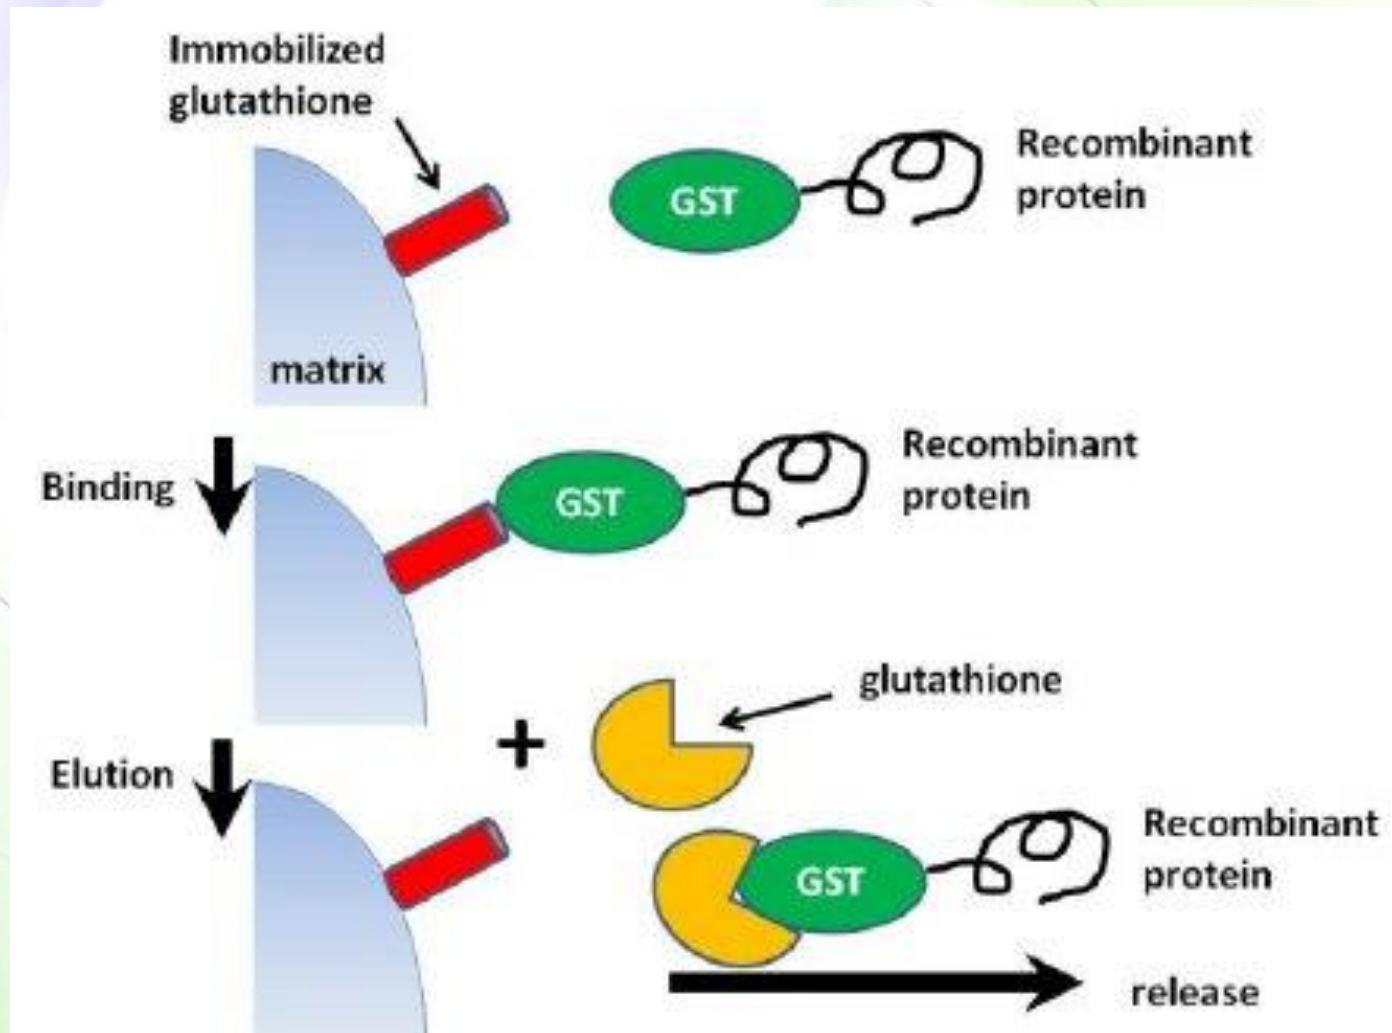 Immobilized
glutathione
GST
Recombinant
protein
matrix
Binding
GST
Recombinant
protein
glutathione
+
Elution
GST
Recombinant
protein
release